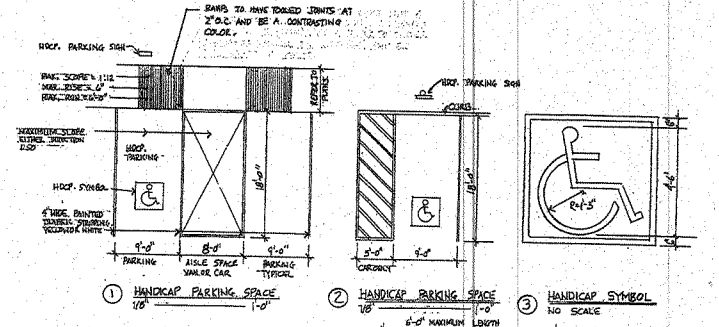 RAMPS TO HAVE TOOLED JOINTS AT
2" O.C. AND BE A CONTRASTING
COLOR.
HDCP. PARKING SIGN
MAX. SLOPE = 1:12
MAX. RISE = 6"
MAX. RUN = 6'-0"
REFER TO
PLANS
MAXIMUM SLOPE
EITHER DIRECTION
1:50
HDCP.
PARKING
HDCP. SYMBOL
4" WIDE PAINTED
TRAFFIC STRIPPING
YELLOW OR WHITE
18'-0"
9'-0"
8'-0"
9'-0"
PARKING
AISLE SPACE
VAN OR CAR
PARKING
TYPICAL
1 HANDICAP PARKING SPACE
1/8" 1'-0"
HDCP. PARKING SIGN
CURB
18'-0"
5'-0"
9'-0"
CAR ONLY
2 HANDICAP PARKING SPACE
1/8" 1'-0"
6'-0" MAXIMUM LENGTH
6"
4'-6"
6"
R=1'-3"
3 HANDICAP SYMBOL
NO SCALE